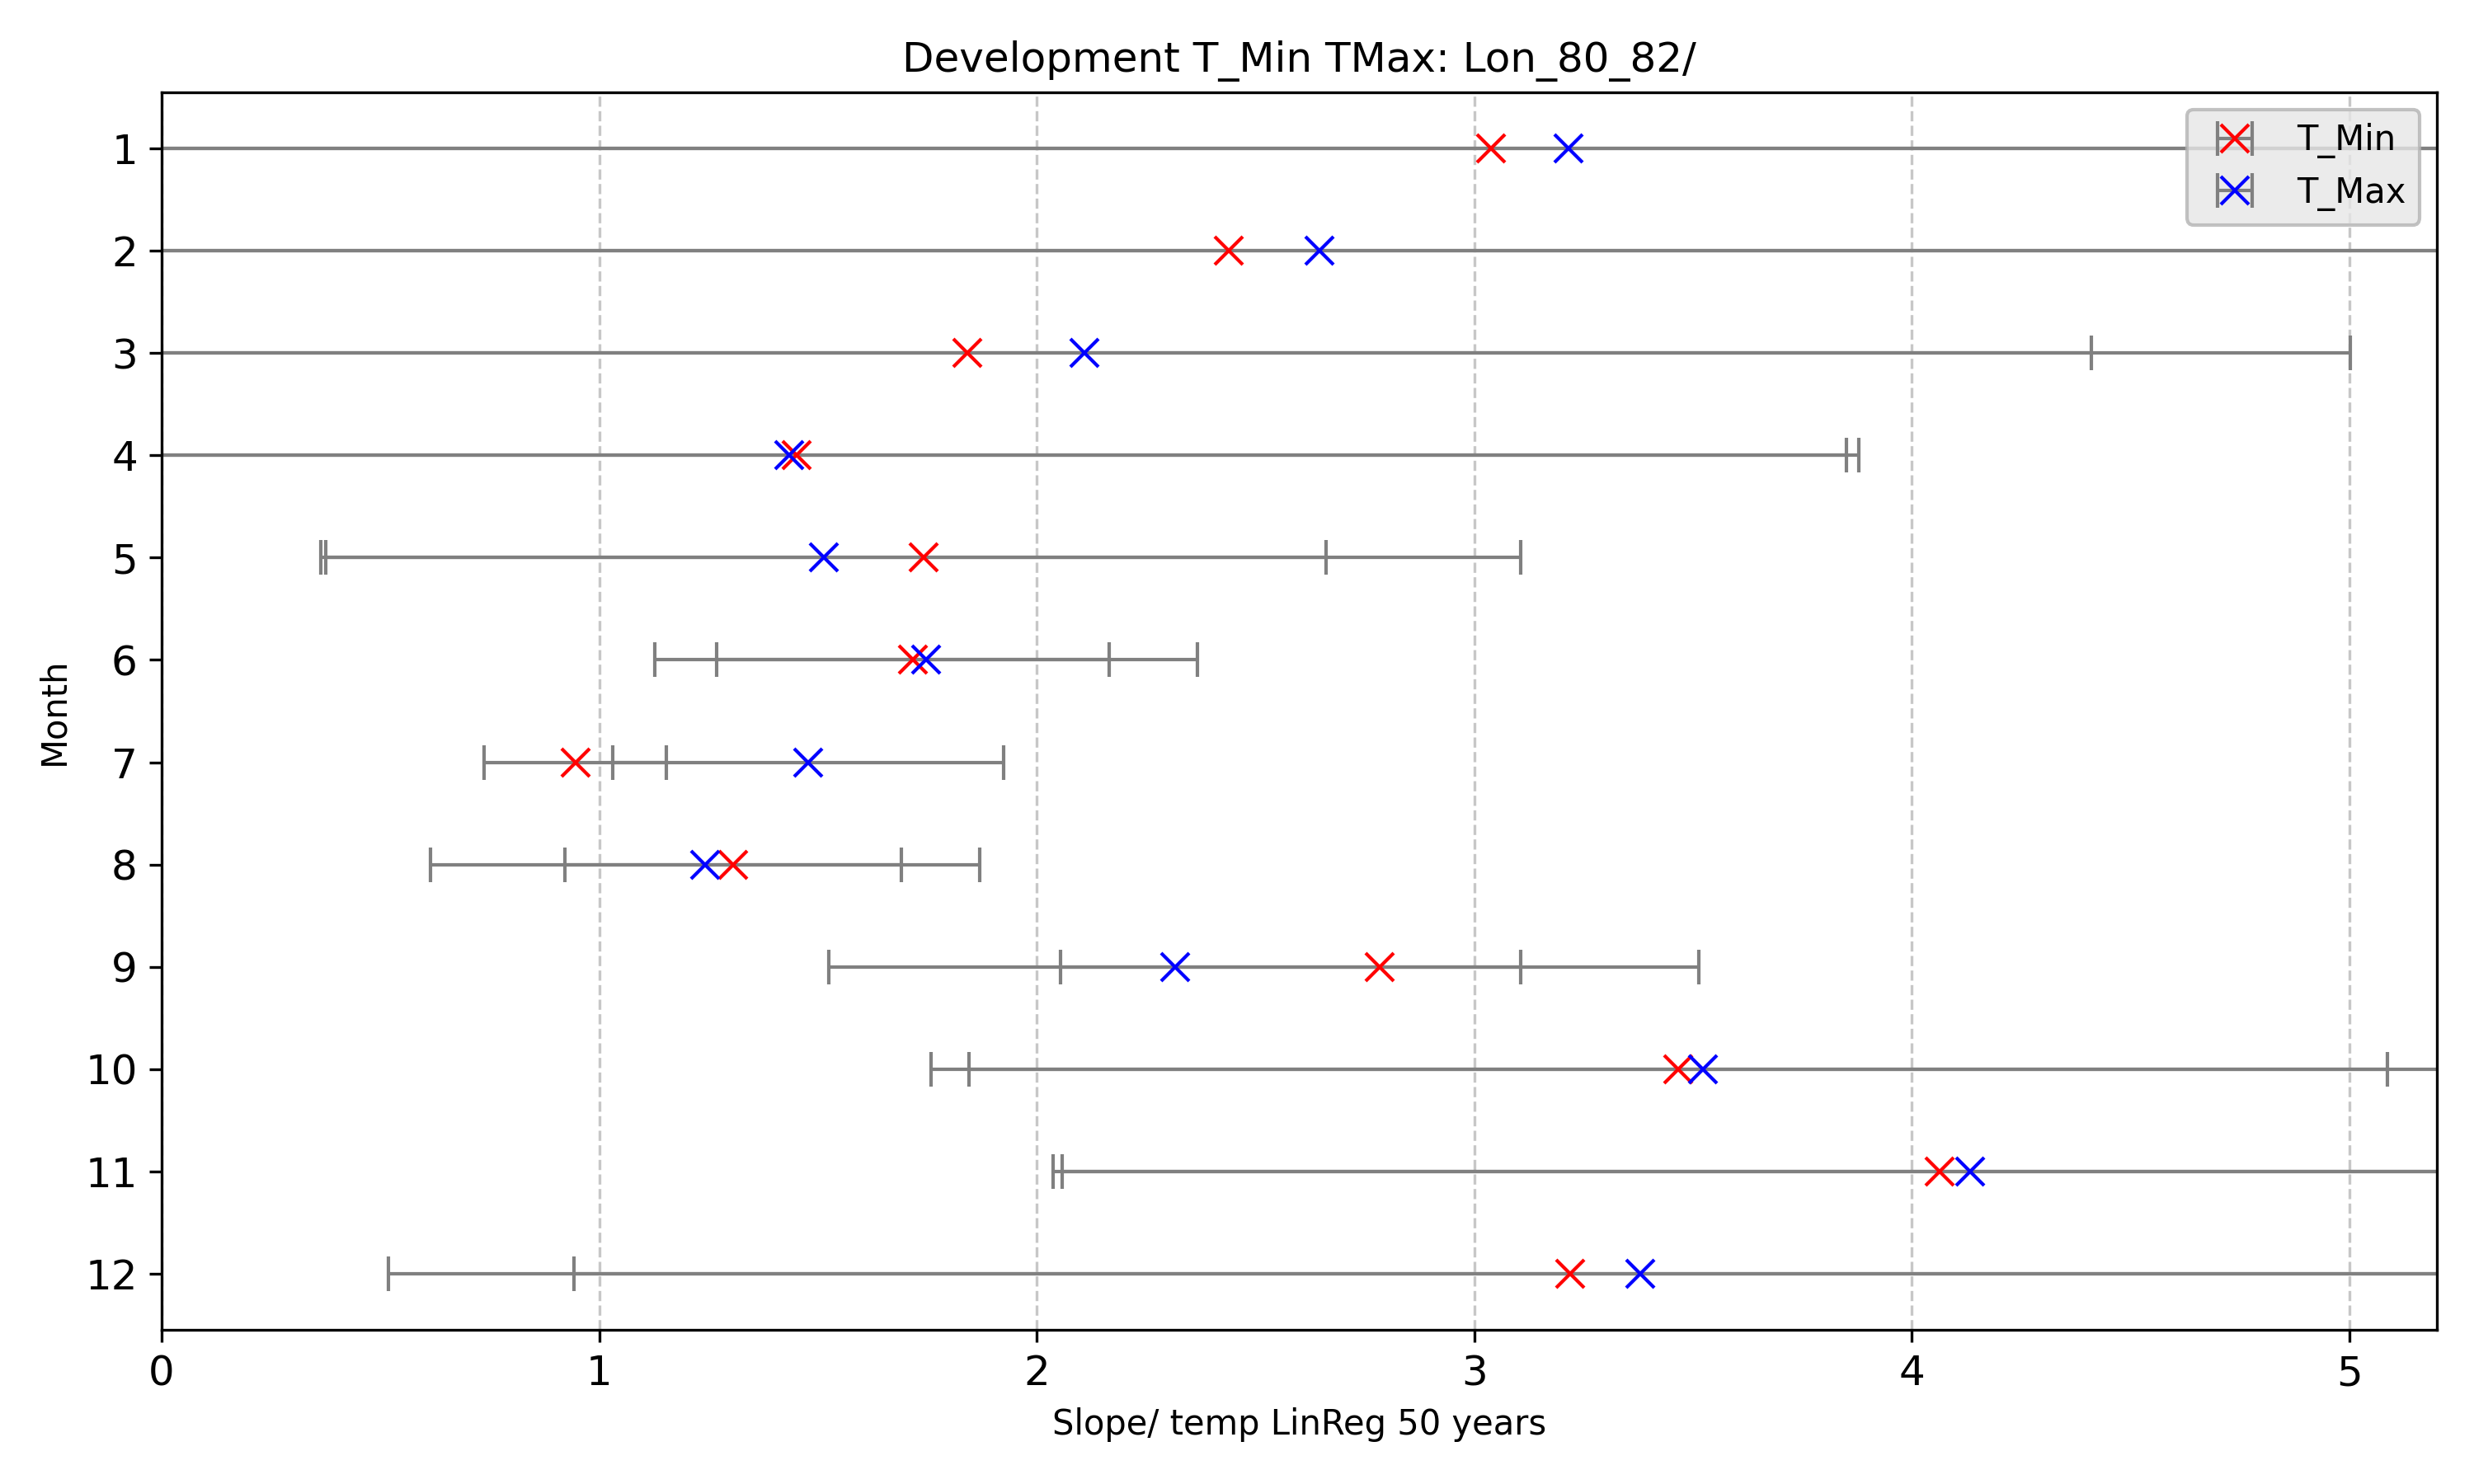 Development T_Min TMax: Lon_80_82/
T_Min
T_Max
Month
1
2
3
4
5
6
7
8
9
10
11
12
0 1 2 3 4 5
Slope/ temp LinReg 50 years